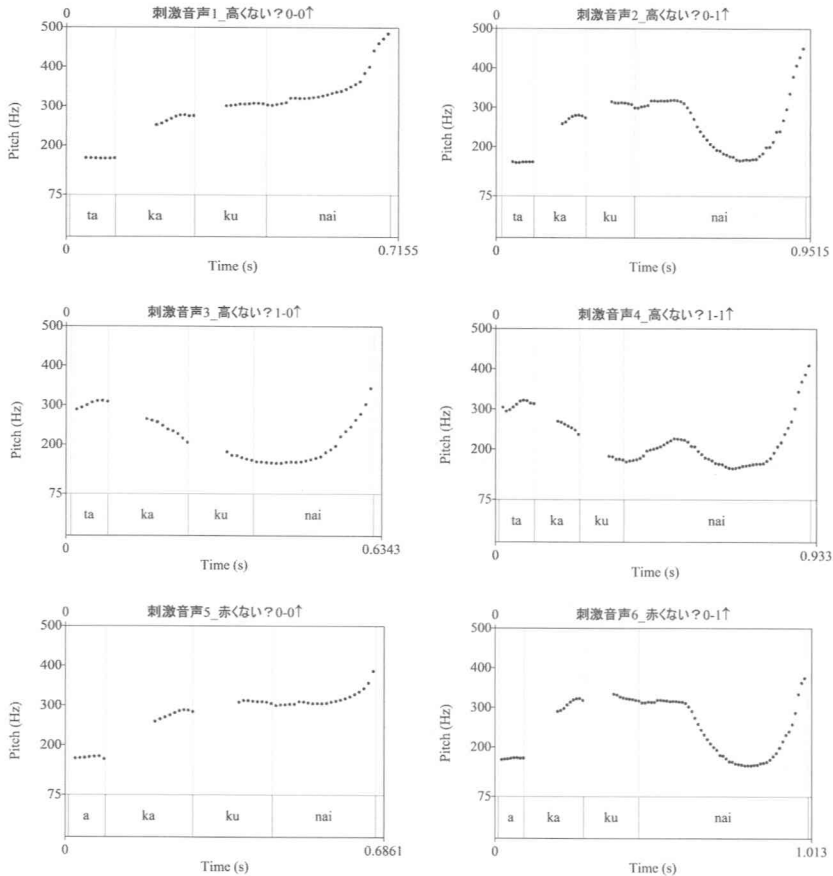 0
刺激音声1_高くない?0-0↑
500
400
300
200
75
Pitch (Hz)
ta ka ku nai
0 0.7155
Time (s)
0
刺激音声2_高くない?0-1↑
500
400
300
200
75
Pitch (Hz)
ta ka ku nai
0 0.9515
Time (s)
0
刺激音声3_高くない?1-0↑
500
400
300
200
75
Pitch (Hz)
ta ka ku nai
0 0.6343
Time (s)
0
刺激音声4_高くない?1-1↑
500
400
300
200
75
Pitch (Hz)
ta ka ku nai
0 0.933
Time (s)
0
刺激音声5_赤くない?0-0↑
500
400
300
200
75
Pitch (Hz)
a ka ku nai
0 0.6861
Time (s)
0
刺激音声6_赤くない?0-1↑
500
400
300
200
75
Pitch (Hz)
a ka ku nai
0 1.013
Time (s)